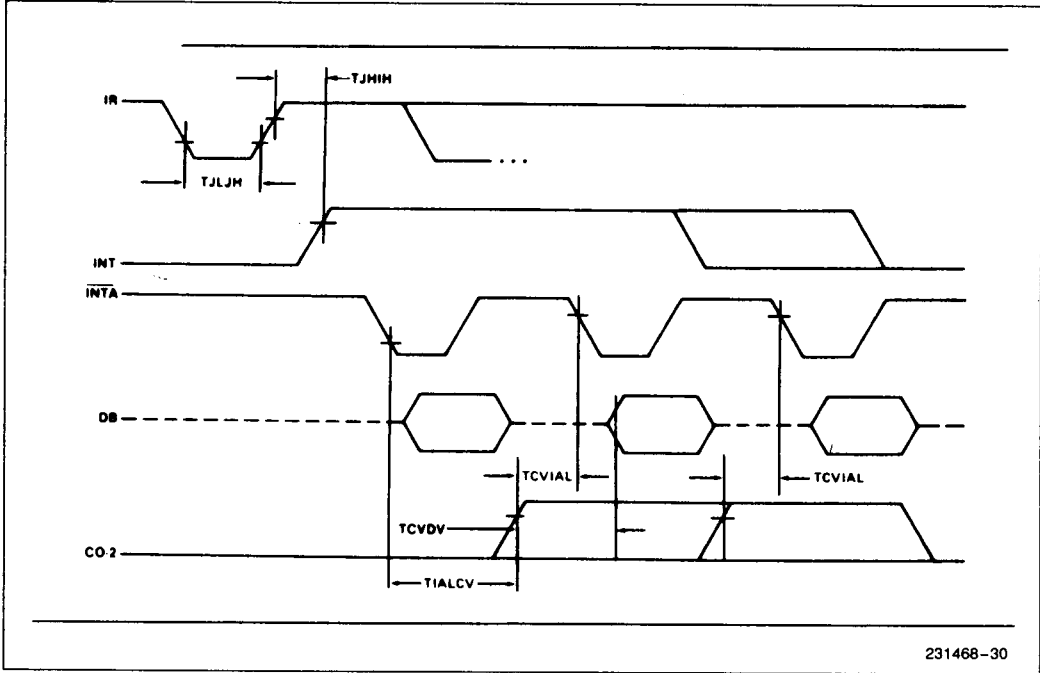 TJHIH
IR
...
TJLJH
INT
INTA
DB
TCVIAL
TCVIAL
TCVDV
CO-2
TIALCV
231468-30